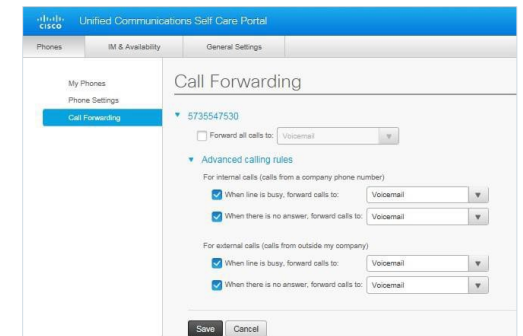 cisco Unified Communications Self Care Portal
Phones IM & Availability General Settings
My Phones
Phone Settings
Call Forwarding
Call Forwarding
5735547530
Forward all calls to: Voicemail
Advanced calling rules
For internal calls (calls from a company phone number)
When line is busy, forward calls to: Voicemail
When there is no answer, forward calls to: Voicemail
For external calls (calls from outside my company)
When line is busy, forward calls to: Voicemail
When there is no answer, forward calls to: Voicemail
Save Cancel